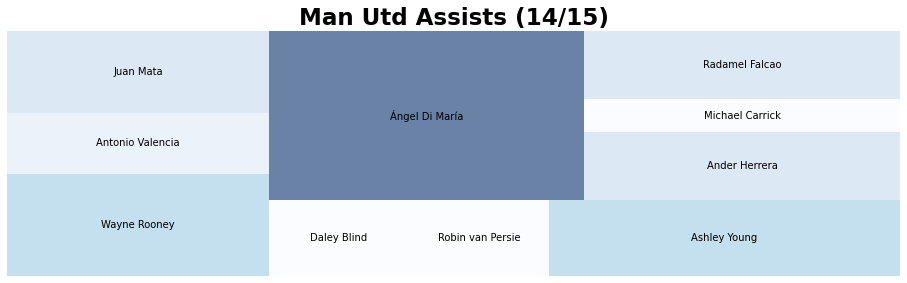 Man Utd Assists (14/15)
Juan Mata
Antonio Valencia
Wayne Rooney
Ángel Di María
Daley Blind
Robin van Persie
Radamel Falcao
Michael Carrick
Ander Herrera
Ashley Young